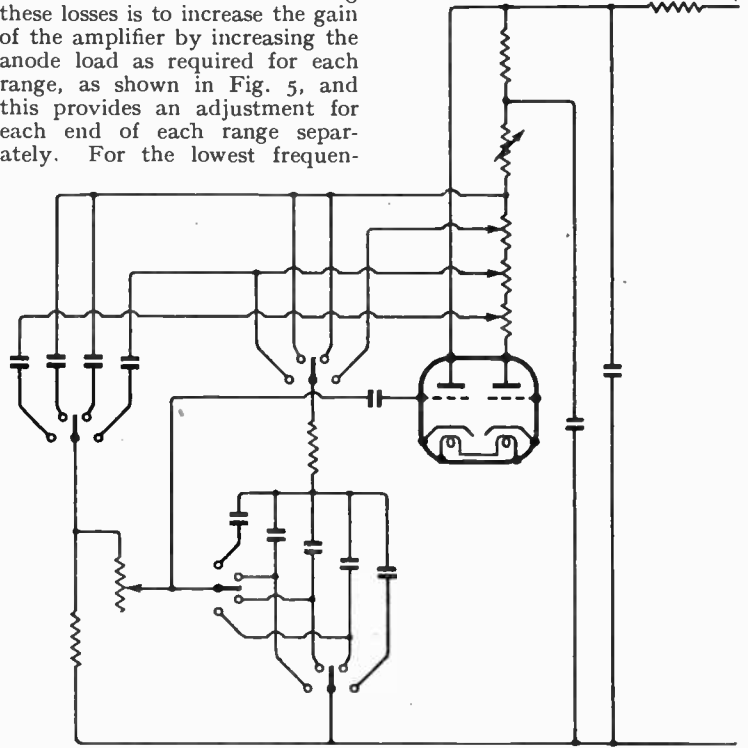 these losses is to increase the gain
of the amplifier by increasing the
anode load as required for each
range, as shown in Fig. 5, and
this provides an adjustment for
each end of each range separ-
ately. For the lowest frequen-